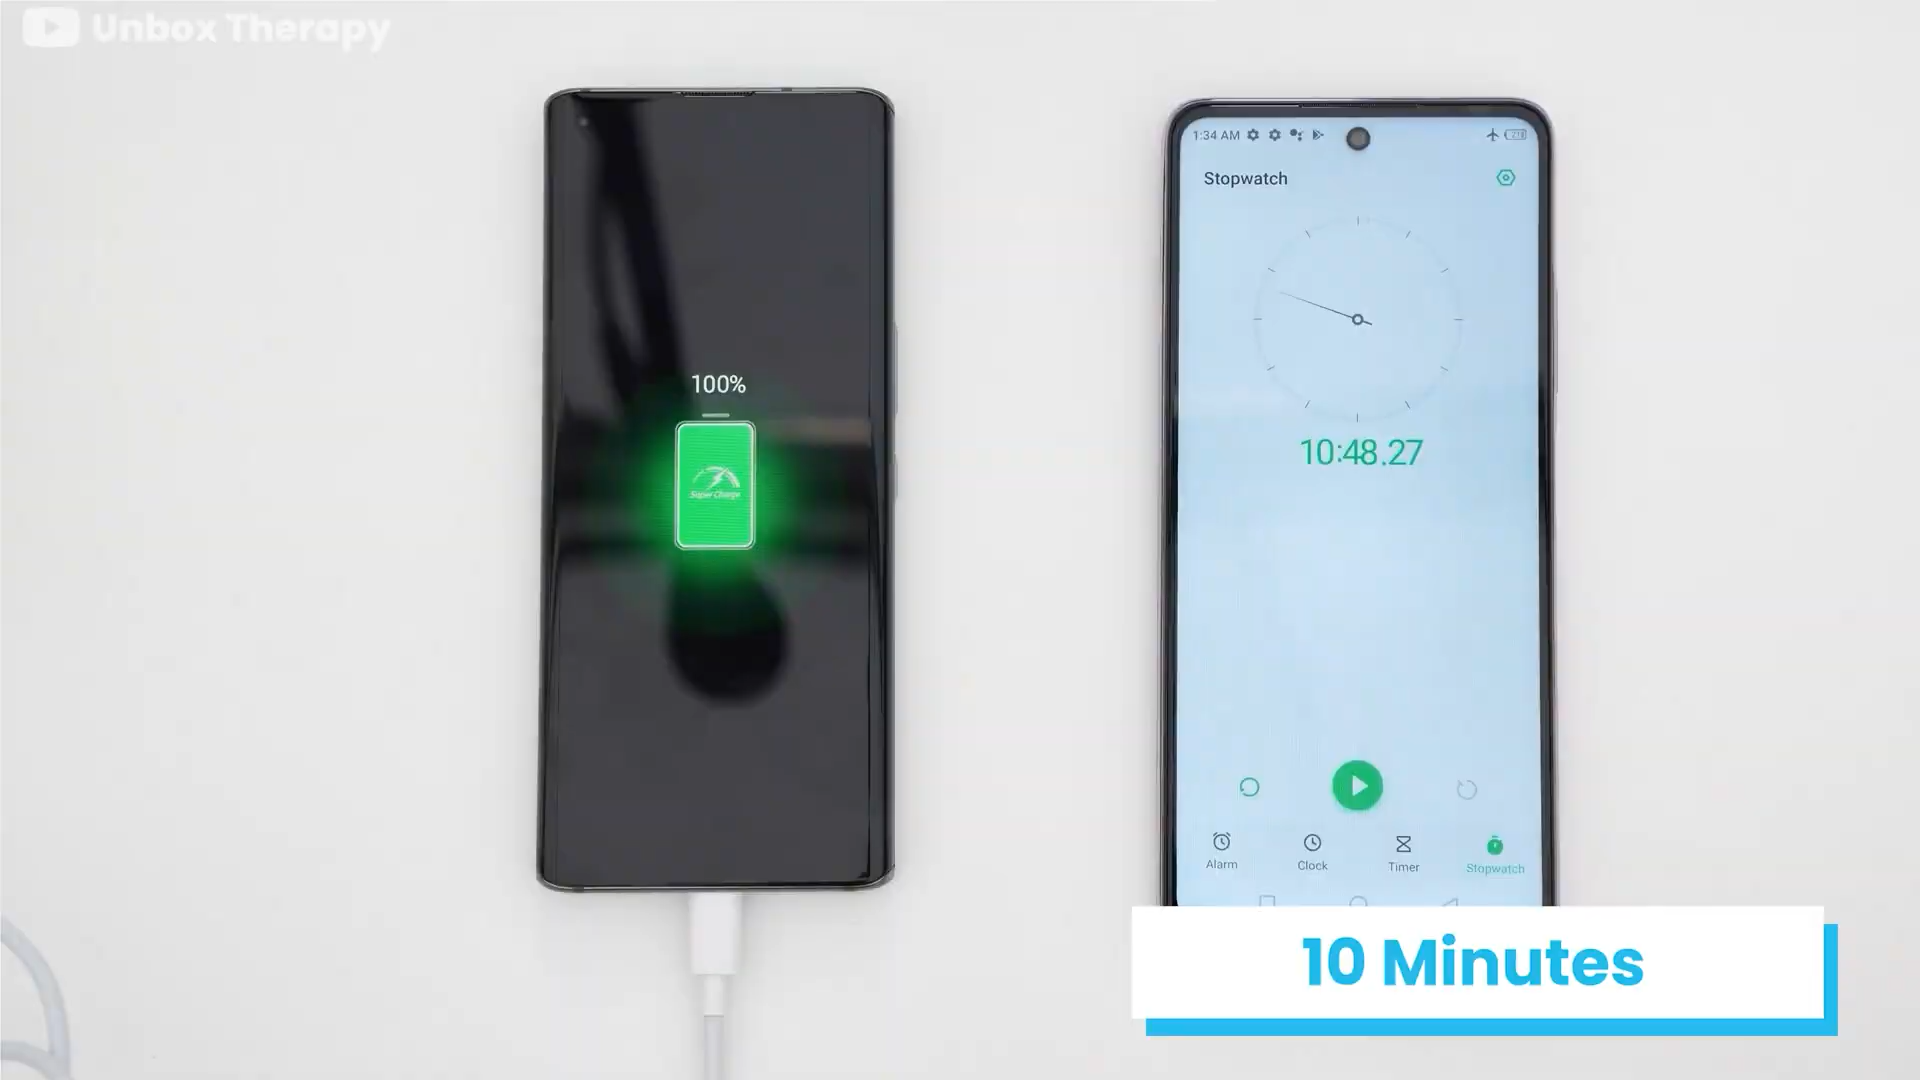 Unbox Therapy
1:34 AM
Stopwatch
100%
Super Charge
10:48.27
Alarm
Clock
Timer
Stopwatch
10 Minutes